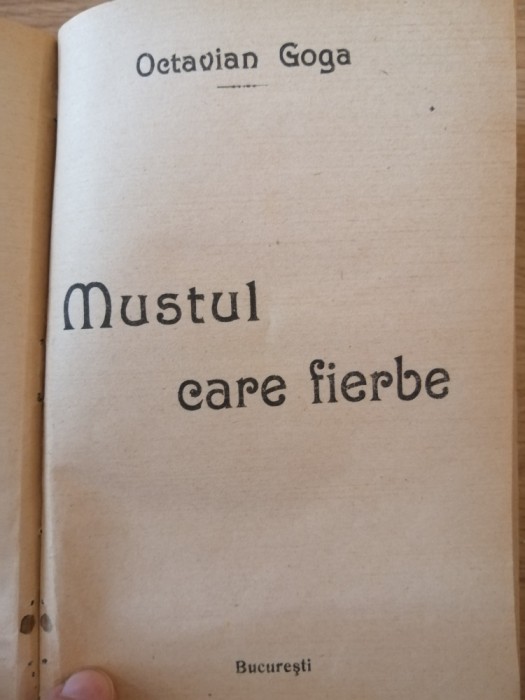 Octavian Goga
Mustul
care fierbe
București